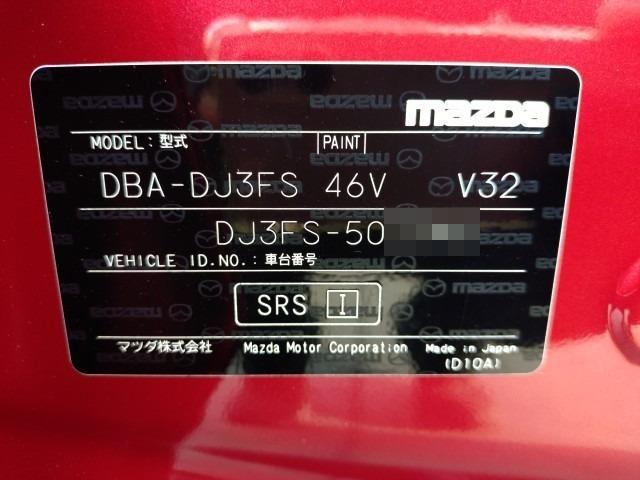 mazda
MODEL : 型式 PAINT
DBA-DJ3FS 46V V32
DJ3FS-50
VEHICLE ID.NO. : 車台番号
SRS I
マツダ株式会社 Mazda Motor Corporation Made in Japan
(D10A)